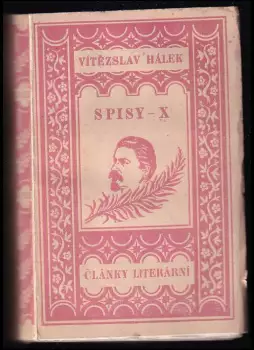 VÍTĚZSLAV HÁLEK
SPISY – X
ČLÁNKY LITERÁRNÍ